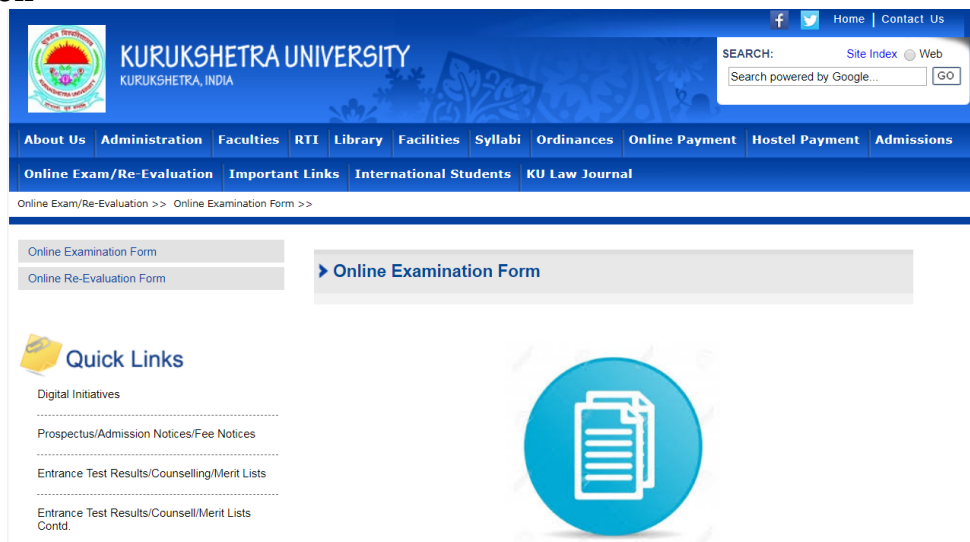 Home | Contact Us
KURUKSHETRA UNIVERSITY
KURUKSHETRA, INDIA
SEARCH: Site Index Web
Search powered by Google... GO
About Us Administration Faculties RTI Library Facilities Syllabi Ordinances Online Payment Hostel Payment Admissions
Online Exam/Re-Evaluation Important Links International Students KU Law Journal
Online Exam/Re-Evaluation >> Online Examination Form >>
Online Examination Form
Online Re-Evaluation Form
Online Examination Form
Quick Links
Digital Initiatives
Prospectus/Admission Notices/Fee Notices
Entrance Test Results/Counselling/Merit Lists
Entrance Test Results/Counsell/Merit Lists
Contd.